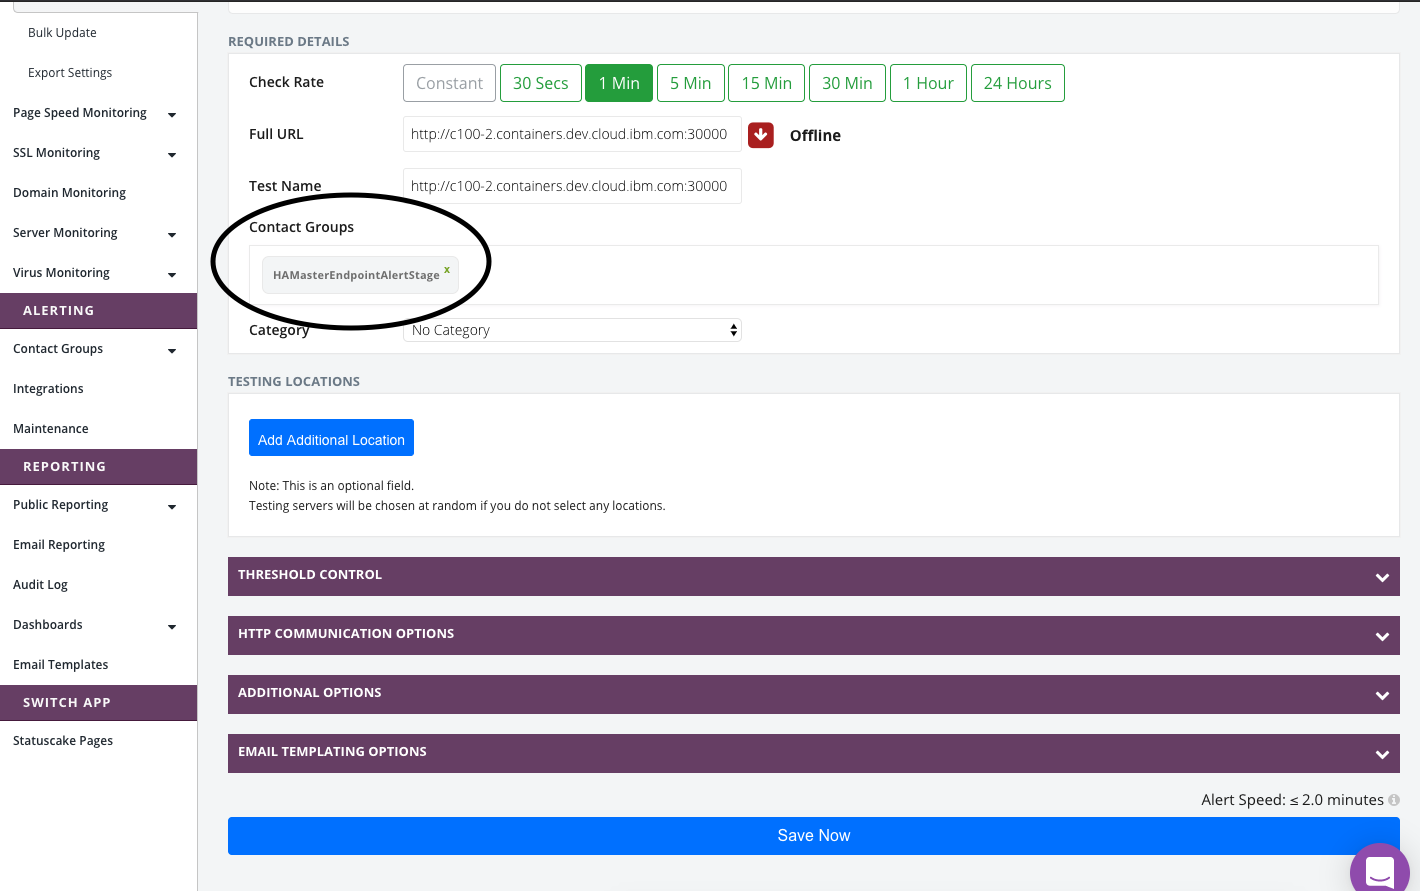 Bulk Update
Export Settings
Page Speed Monitoring
SSL Monitoring
Domain Monitoring
Server Monitoring
Virus Monitoring
ALERTING
Contact Groups
Integrations
Maintenance
REPORTING
Public Reporting
Email Reporting
Audit Log
Dashboards
Email Templates
SWITCH APP
Statuscake Pages
REQUIRED DETAILS
Check Rate Constant 30 Secs 1 Min 5 Min 15 Min 30 Min 1 Hour 24 Hours
Full URL http://c100-2.containers.dev.cloud.ibm.com:30000 Offline
Test Name http://c100-2.containers.dev.cloud.ibm.com:30000
Contact Groups
HAMasterEndpointAlertStage x
Category No Category
TESTING LOCATIONS
Add Additional Location
Note: This is an optional field.
Testing servers will be chosen at random if you do not select any locations.
THRESHOLD CONTROL
HTTP COMMUNICATION OPTIONS
ADDITIONAL OPTIONS
EMAIL TEMPLATING OPTIONS
Alert Speed: ≤ 2.0 minutes
Save Now